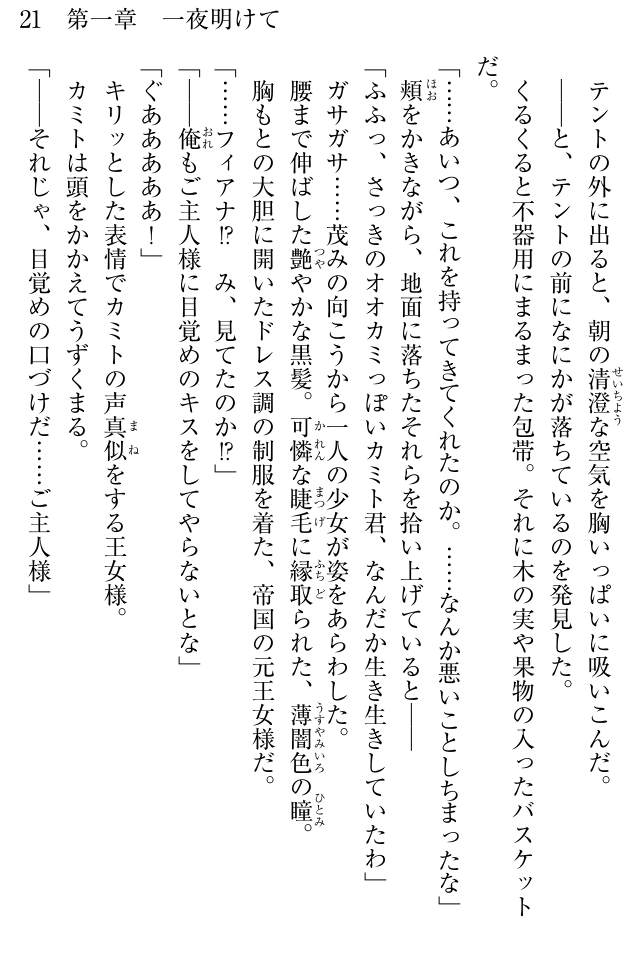 21　第一章　一夜明けて
テントの外に出ると、朝の清澄な空気を胸いっぱいに吸いこんだ。
――と、テントの前になにかが落ちているのを発見した。
くるくると不器用にまるまった包帯。それに木の実や果物の入ったバスケット
だ。
「……あいつ、これを持ってきてくれたのか。……なんか悪いことしちまったな」
頬をかきながら、地面に落ちたそれらを拾い上げていると――
「ふふっ、さっきのオオカミっぽいカミト君、なんだか生き生きしていたわ」
ガサガサ……茂みの向こうから一人の少女が姿をあらわした。
腰まで伸ばした艶やかな黒髪。可憐な睫毛に縁取られた、薄闇色の瞳。
胸もとの大胆に開いたドレス調の制服を着た、帝国の元王女様だ。
「……フィアナ!?　み、見てたのか!?」
「――俺もご主人様に目覚めのキスをしてやらないとな」
「ぐああああぁ！」
キリッとした表情でカミトの声真似をする王女様。
カミトは頭をかかえてうずくまる。
「――それじゃ、目覚めの口づけだ……ご主人様」